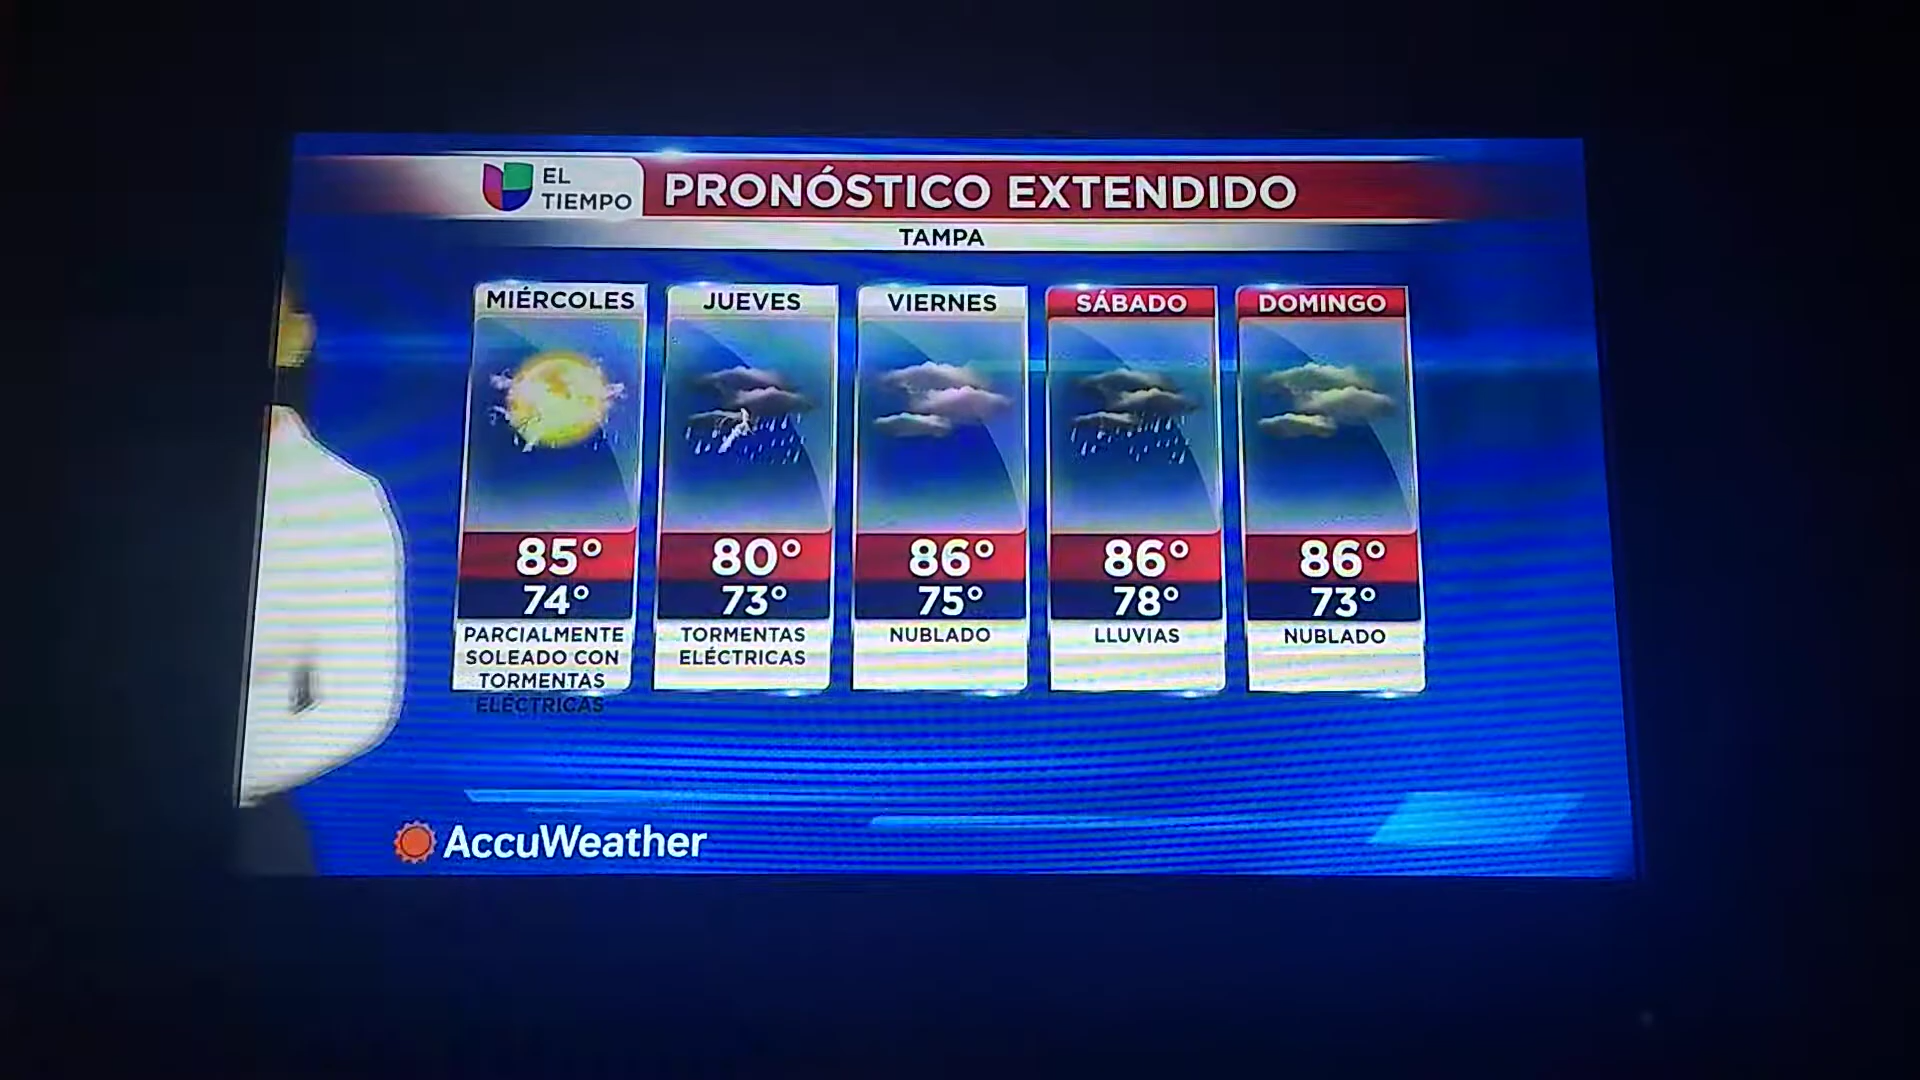 EL
TIEMPO
PRONÓSTICO EXTENDIDO
TAMPA
MIÉRCOLES
85°
74°
PARCIALMENTE
SOLEADO CON
TORMENTAS
ELÉCTRICAS
JUEVES
80°
73°
TORMENTAS
ELÉCTRICAS
VIERNES
86°
75°
NUBLADO
SÁBADO
86°
78°
LLUVIAS
DOMINGO
86°
73°
NUBLADO
AccuWeather